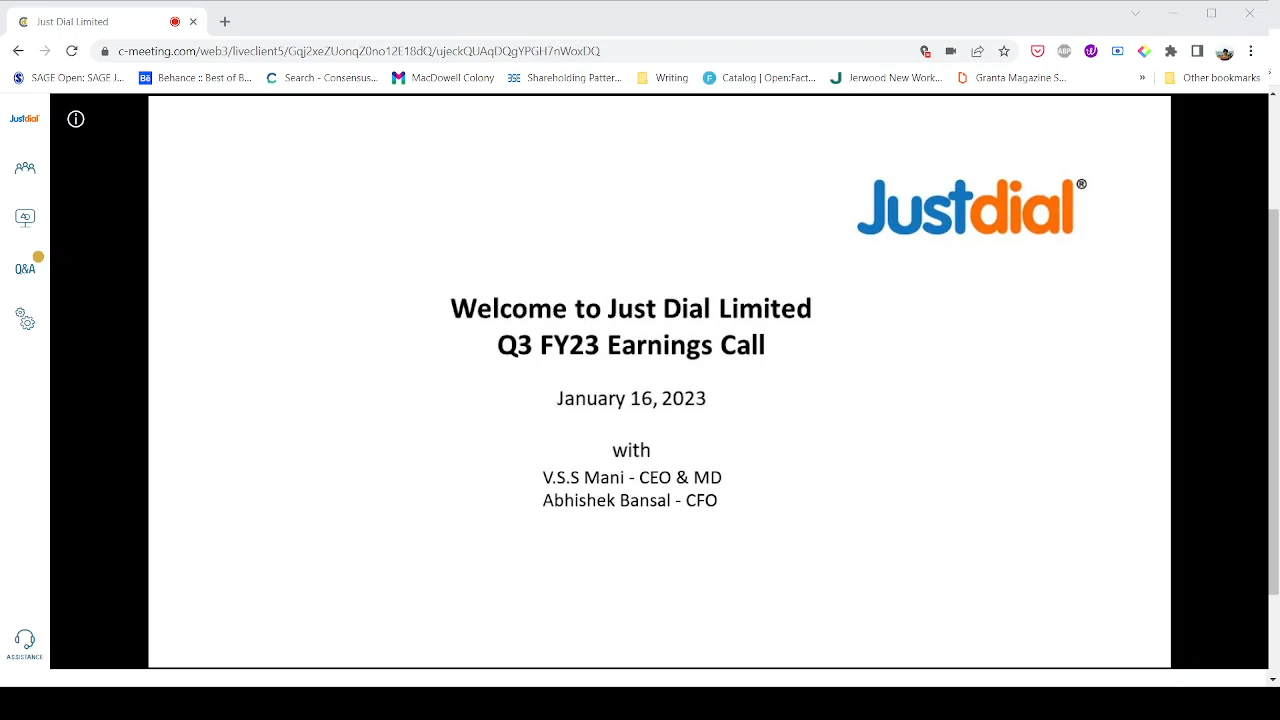 Just Dial Limited
c-meeting.com/web3/liveclient5/Gqj2xeZUonqZ0no12E18dQ/ujeckQUAqDQgYPGH7nWoxDQ
SAGE Open: SAGE J...
Behance :: Best of B...
Search - Consensus...
MacDowell Colony
Shareholding Patter...
Writing
Catalog | Open:Fact...
Jerwood New Work...
Granta Magazine S...
»
Other bookmarks
Justdial
Q&A
ASSISTANCE
Justdial®
Welcome to Just Dial Limited
Q3 FY23 Earnings Call
January 16, 2023
with
V.S.S Mani - CEO & MD
Abhishek Bansal - CFO